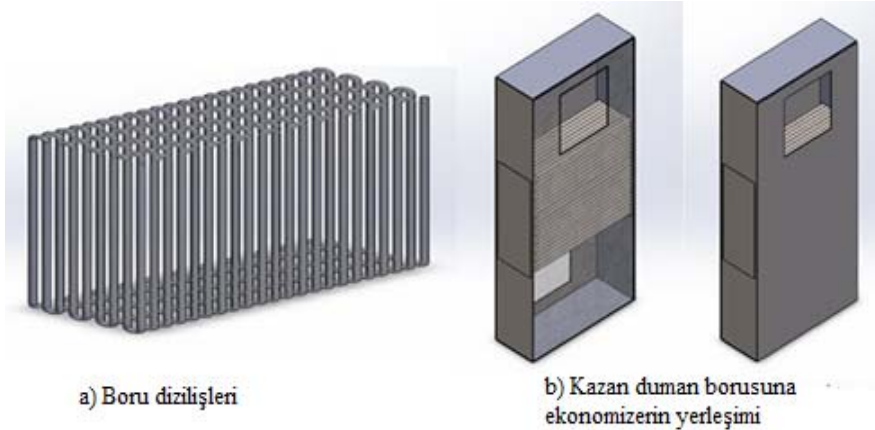 a) Boru dizilişleri
b) Kazan duman borusuna
ekonomizerin yerleşimi